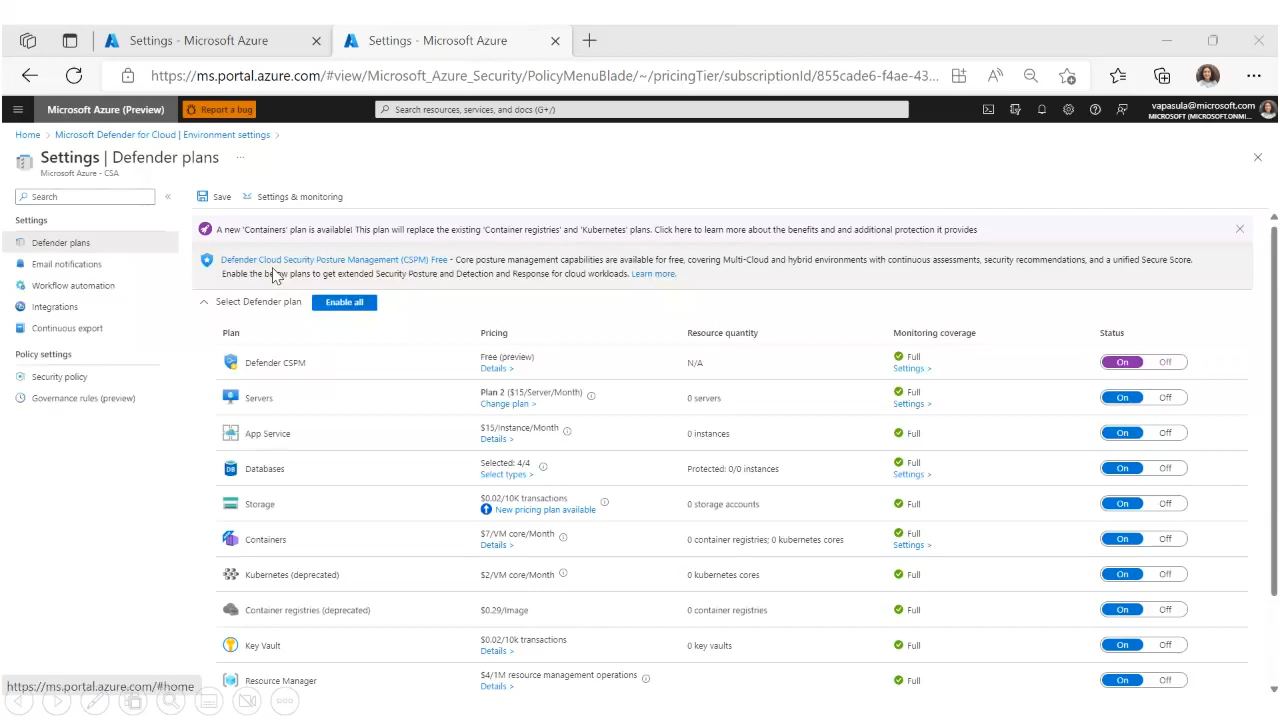 Settings - Microsoft Azure
Settings - Microsoft Azure
https://ms.portal.azure.com/#view/Microsoft_Azure_Security/PolicyMenuBlade/~/pricingTier/subscriptionId/855cade6-f4ae-43...
Microsoft Azure (Preview)
Report a bug
Search resources, services, and docs (G+/)
vapasula@microsoft.com
MICROSOFT (MICROSOFT.ONMI...
Home > Microsoft Defender for Cloud | Environment settings >
Settings | Defender plans ...
Microsoft Azure - CSA
Search
Save
Settings & monitoring
Settings
Defender plans
Email notifications
Workflow automation
Integrations
Continuous export
Policy settings
Security policy
Governance rules (preview)
A new 'Containers' plan is available! This plan will replace the existing 'Container registries' and 'Kubernetes' plans. Click here to learn more about the benefits and and additional protection it provides
Defender Cloud Security Posture Management (CSPM) Free - Core posture management capabilities are available for free, covering Multi-Cloud and hybrid environments with continuous assessments, security recommendations, and a unified Secure Score.
Enable the below plans to get extended Security Posture and Detection and Response for cloud workloads. Learn more.
Select Defender plan
Enable all
Plan Pricing Resource quantity Monitoring coverage Status
Defender CSPM Free (preview) N/A Full On Off
Details > Settings >
Servers Plan 2 ($15/Server/Month) 0 servers Full On Off
Change plan > Settings >
App Service $15/Instance/Month 0 instances Full On Off
Details >
Databases Selected: 4/4 Protected: 0/0 instances Full On Off
Select types > Settings >
Storage $0.02/10K transactions 0 storage accounts Full On Off
New pricing plan available
Containers $7/VM core/Month 0 container registries; 0 kubernetes cores Full On Off
Details > Settings >
Kubernetes (deprecated) $2/VM core/Month 0 kubernetes cores Full On Off
Container registries (deprecated) $0.29/Image 0 container registries Full On Off
Key Vault $0.02/10k transactions 0 key vaults Full On Off
Details >
Resource Manager $4/1M resource management operations Full On Off
Details >
https://ms.portal.azure.com/#home